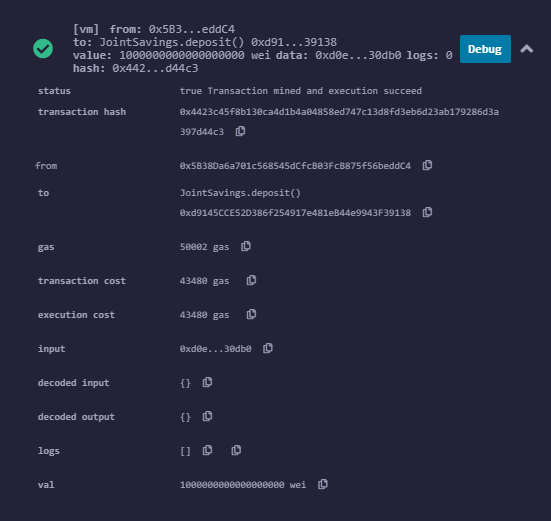 [vm] from: 0x5B3...eddC4
to: JointSavings.deposit() 0xd91...39138
value: 1000000000000000000 wei data: 0xd0e...30db0 logs: 0
hash: 0x442...d44c3
Debug
status true Transaction mined and execution succeed
transaction hash 0x4423c45f8b130ca4d1b4a04858ed747c13d8fd3eb6d23ab179286d3a
397d44c3
from 0x5B38Da6a701c568545dCfcB03FcB875f56beddC4
to JointSavings.deposit()
0xd9145CCE52D386f254917e481eB44e9943F39138
gas 50002 gas
transaction cost 43480 gas
execution cost 43480 gas
input 0xd0e...30db0
decoded input {}
decoded output {}
logs []
val 1000000000000000000 wei